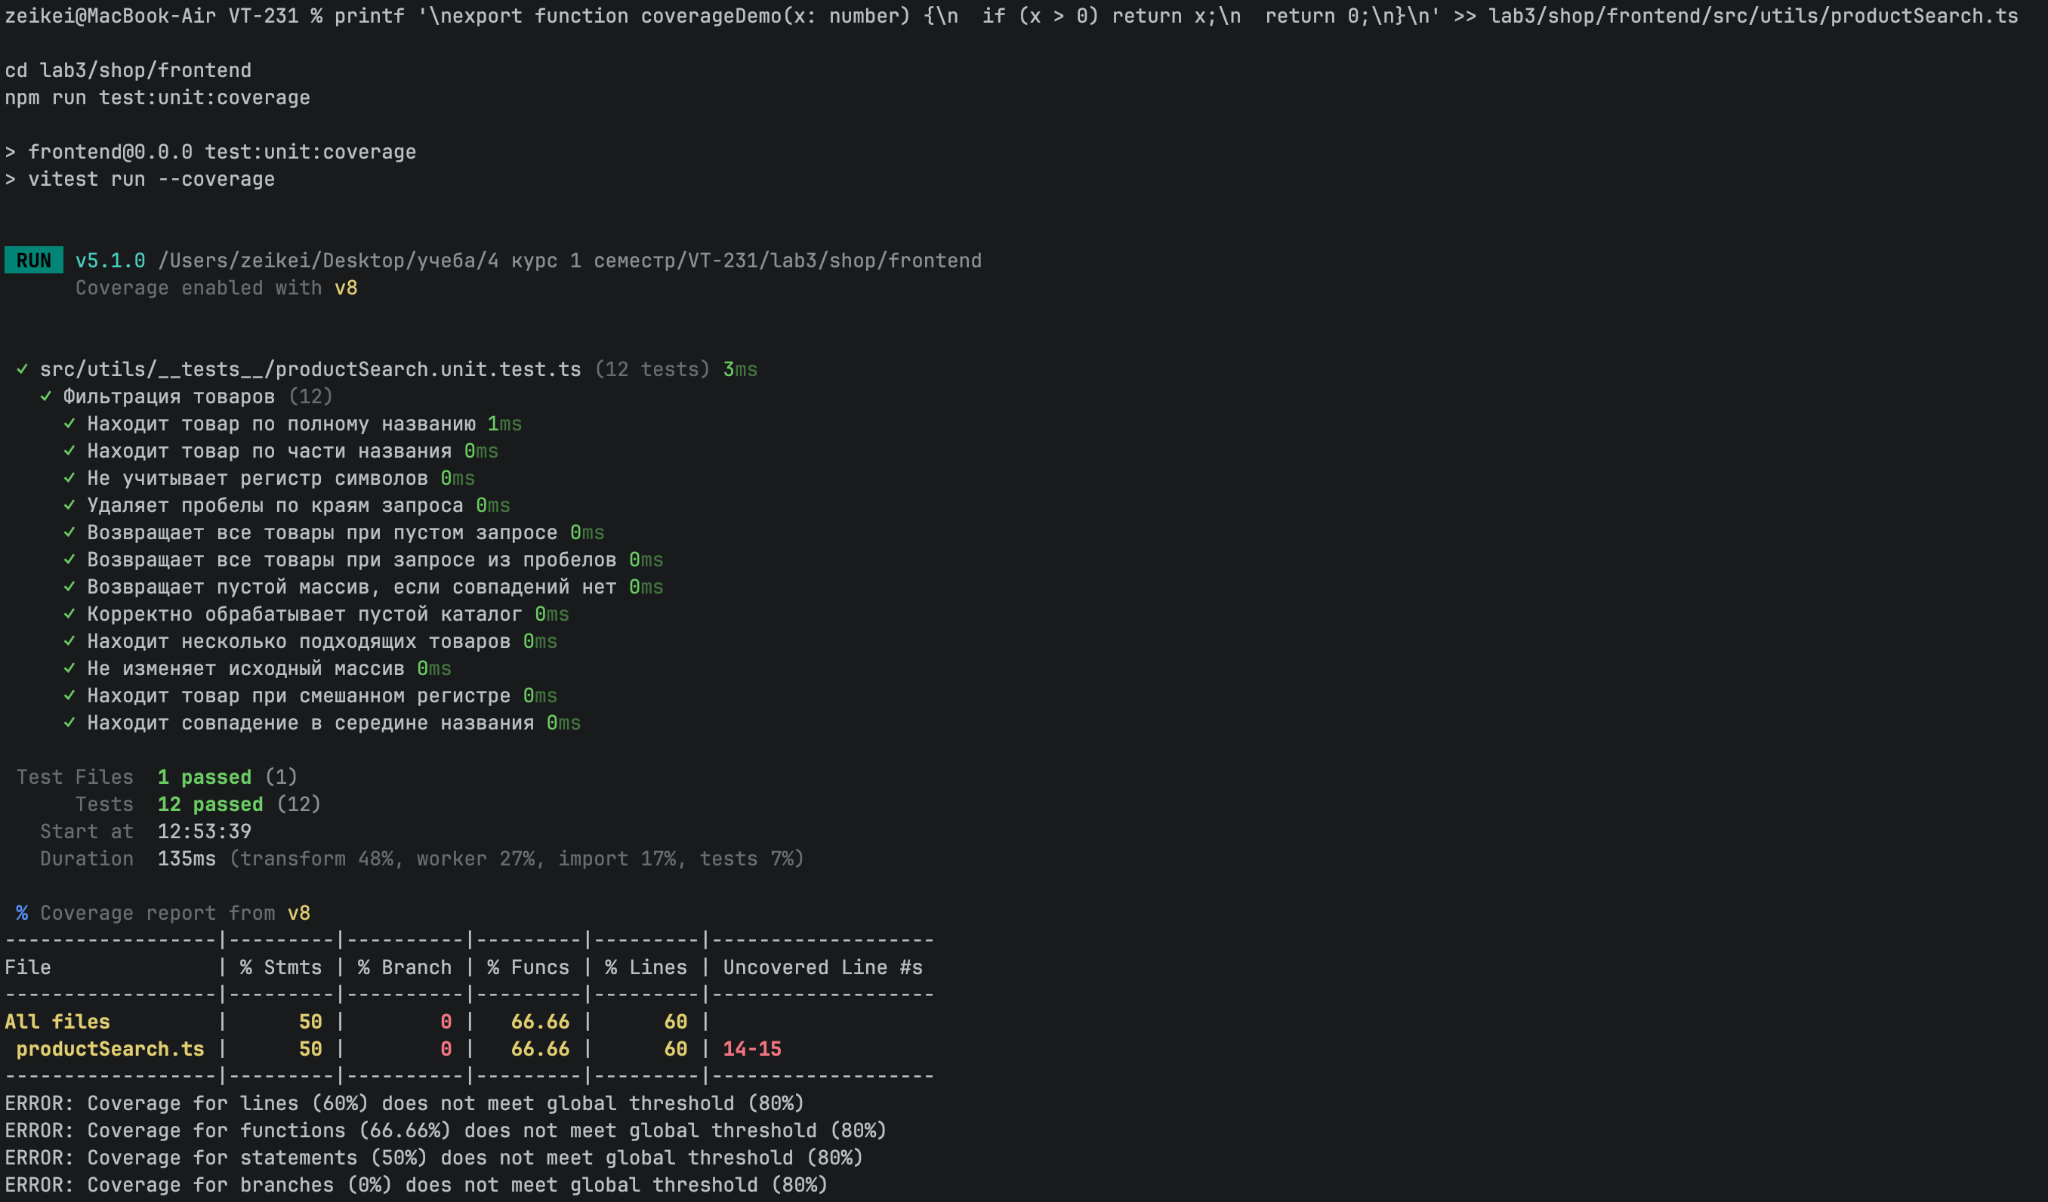 zeikei@MacBook-Air VT-231 % printf '\nexport function coverageDemo(x: number) {\n  if (x > 0) return x;\n  return 0;\n}\n' >> lab3/shop/frontend/src/utils/productSearch.ts
cd lab3/shop/frontend
npm run test:unit:coverage
> frontend@0.0.0 test:unit:coverage
> vitest run --coverage
RUN  v5.1.0 /Users/zeikei/Desktop/учеба/4 курс 1 семестр/VT-231/lab3/shop/frontend
      Coverage enabled with v8
 ✓ src/utils/__tests__/productSearch.unit.test.ts (12 tests) 3ms
   ✓ Фильтрация товаров (12)
     ✓ Находит товар по полному названию 1ms
     ✓ Находит товар по части названия 0ms
     ✓ Не учитывает регистр символов 0ms
     ✓ Удаляет пробелы по краям запроса 0ms
     ✓ Возвращает все товары при пустом запросе 0ms
     ✓ Возвращает все товары при запросе из пробелов 0ms
     ✓ Возвращает пустой массив, если совпадений нет 0ms
     ✓ Корректно обрабатывает пустой каталог 0ms
     ✓ Находит несколько подходящих товаров 0ms
     ✓ Не изменяет исходный массив 0ms
     ✓ Находит товар при смешанном регистре 0ms
     ✓ Находит совпадение в середине названия 0ms
 Test Files  1 passed (1)
      Tests  12 passed (12)
   Start at  12:53:39
   Duration  135ms (transform 48%, worker 27%, import 17%, tests 7%)
 % Coverage report from v8
------------------|---------|----------|---------|---------|-------------------
File              | % Stmts | % Branch | % Funcs | % Lines | Uncovered Line #s
------------------|---------|----------|---------|---------|-------------------
All files         |      50 |        0 |   66.66 |      60 |
 productSearch.ts |      50 |        0 |   66.66 |      60 | 14-15
------------------|---------|----------|---------|---------|-------------------
ERROR: Coverage for lines (60%) does not meet global threshold (80%)
ERROR: Coverage for functions (66.66%) does not meet global threshold (80%)
ERROR: Coverage for statements (50%) does not meet global threshold (80%)
ERROR: Coverage for branches (0%) does not meet global threshold (80%)